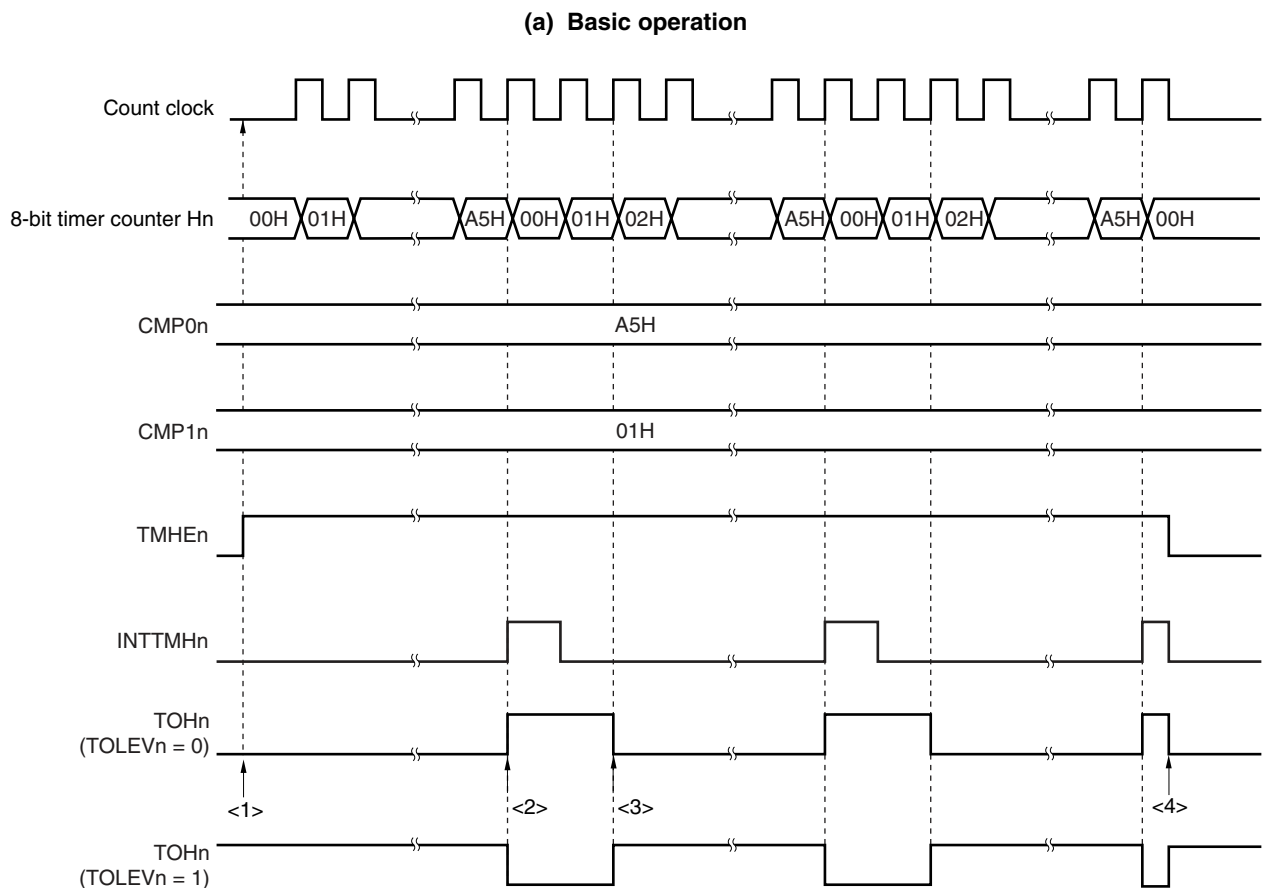 (a) Basic operation
Count clock
8-bit timer counter Hn 00H 01H A5H 00H 01H 02H A5H 00H 01H 02H A5H 00H
CMP0n A5H
CMP1n 01H
TMHEn
INTTMHn
TOHn
(TOLEVn = 0)
<1> <2> <3> <4>
TOHn
(TOLEVn = 1)